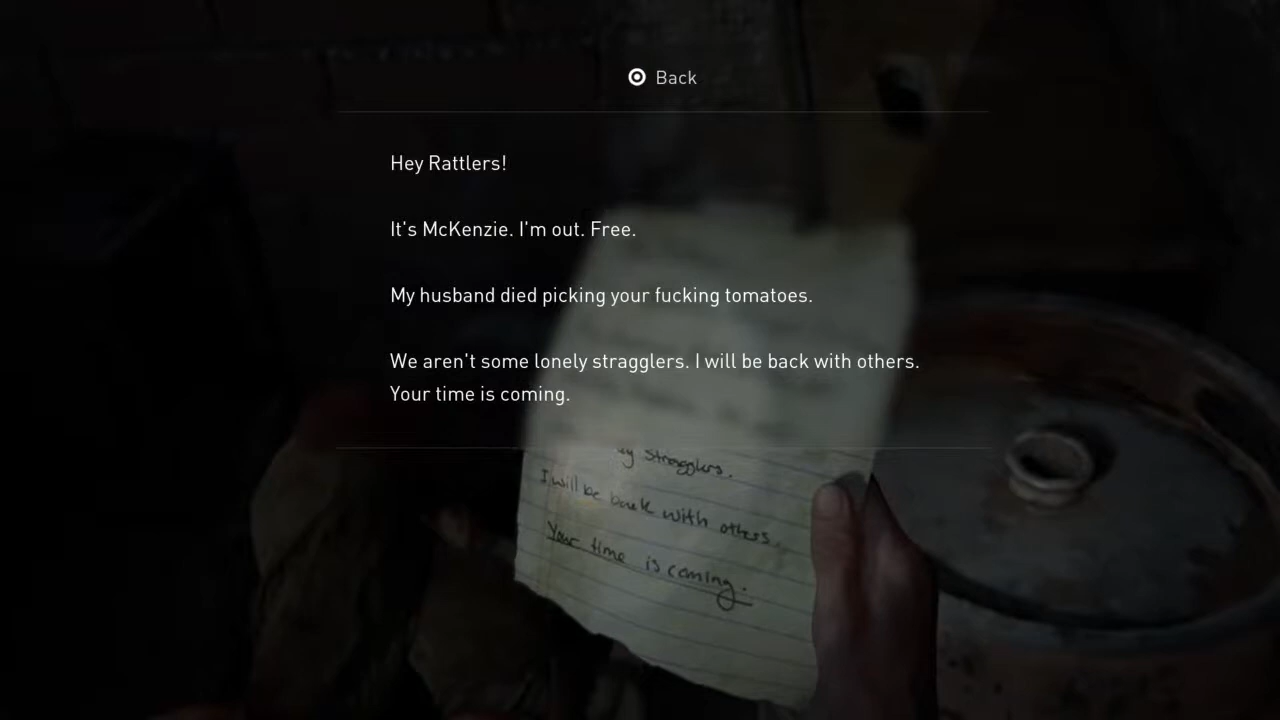 Back
Hey Rattlers!
It's McKenzie. I'm out. Free.
My husband died picking your fucking tomatoes.
We aren't some lonely stragglers. I will be back with others.
Your time is coming.
stragglers.
I will be back with others.
Your time is coming.